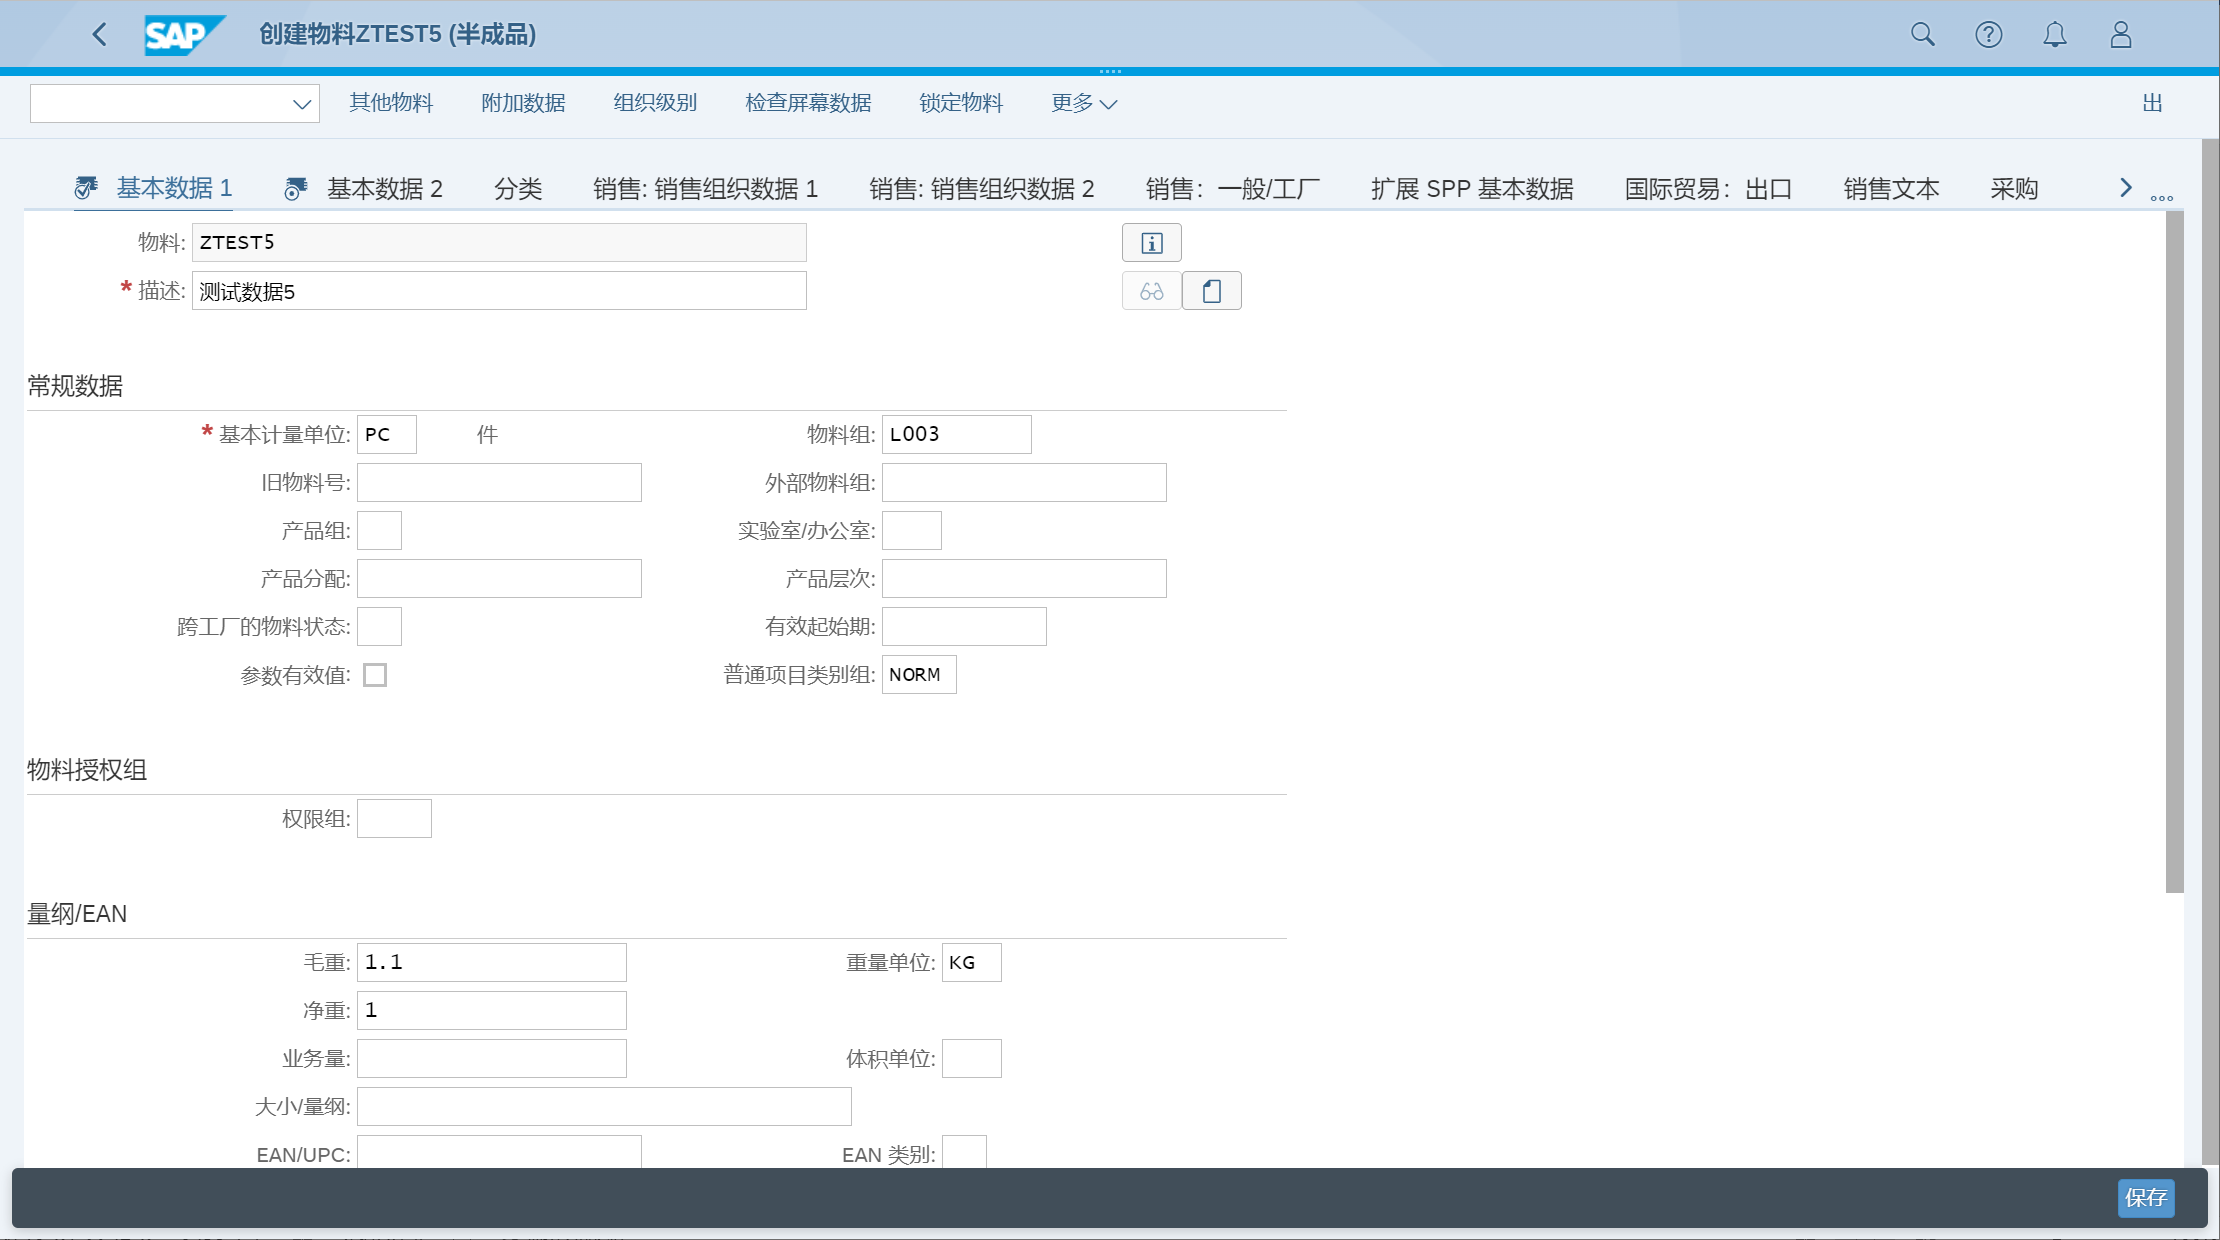 SAP 创建物料ZTEST5 (半成品)
其他物料 附加数据 组织级别 检查屏幕数据 锁定物料 更多 出
基本数据 1 基本数据 2 分类 销售: 销售组织数据 1 销售: 销售组织数据 2 销售：一般/工厂 扩展 SPP 基本数据 国际贸易：出口 销售文本 采购
物料: ZTEST5
* 描述: 测试数据5
常规数据
* 基本计量单位: PC 件 物料组: L003
旧物料号: 外部物料组:
产品组: 实验室/办公室:
产品分配: 产品层次:
跨工厂的物料状态: 有效起始期:
参数有效值: 普通项目类别组: NORM
物料授权组
权限组:
量纲/EAN
毛重: 1.1 重量单位: KG
净重: 1
业务量: 体积单位:
大小/量纲:
EAN/UPC: EAN 类别:
保存